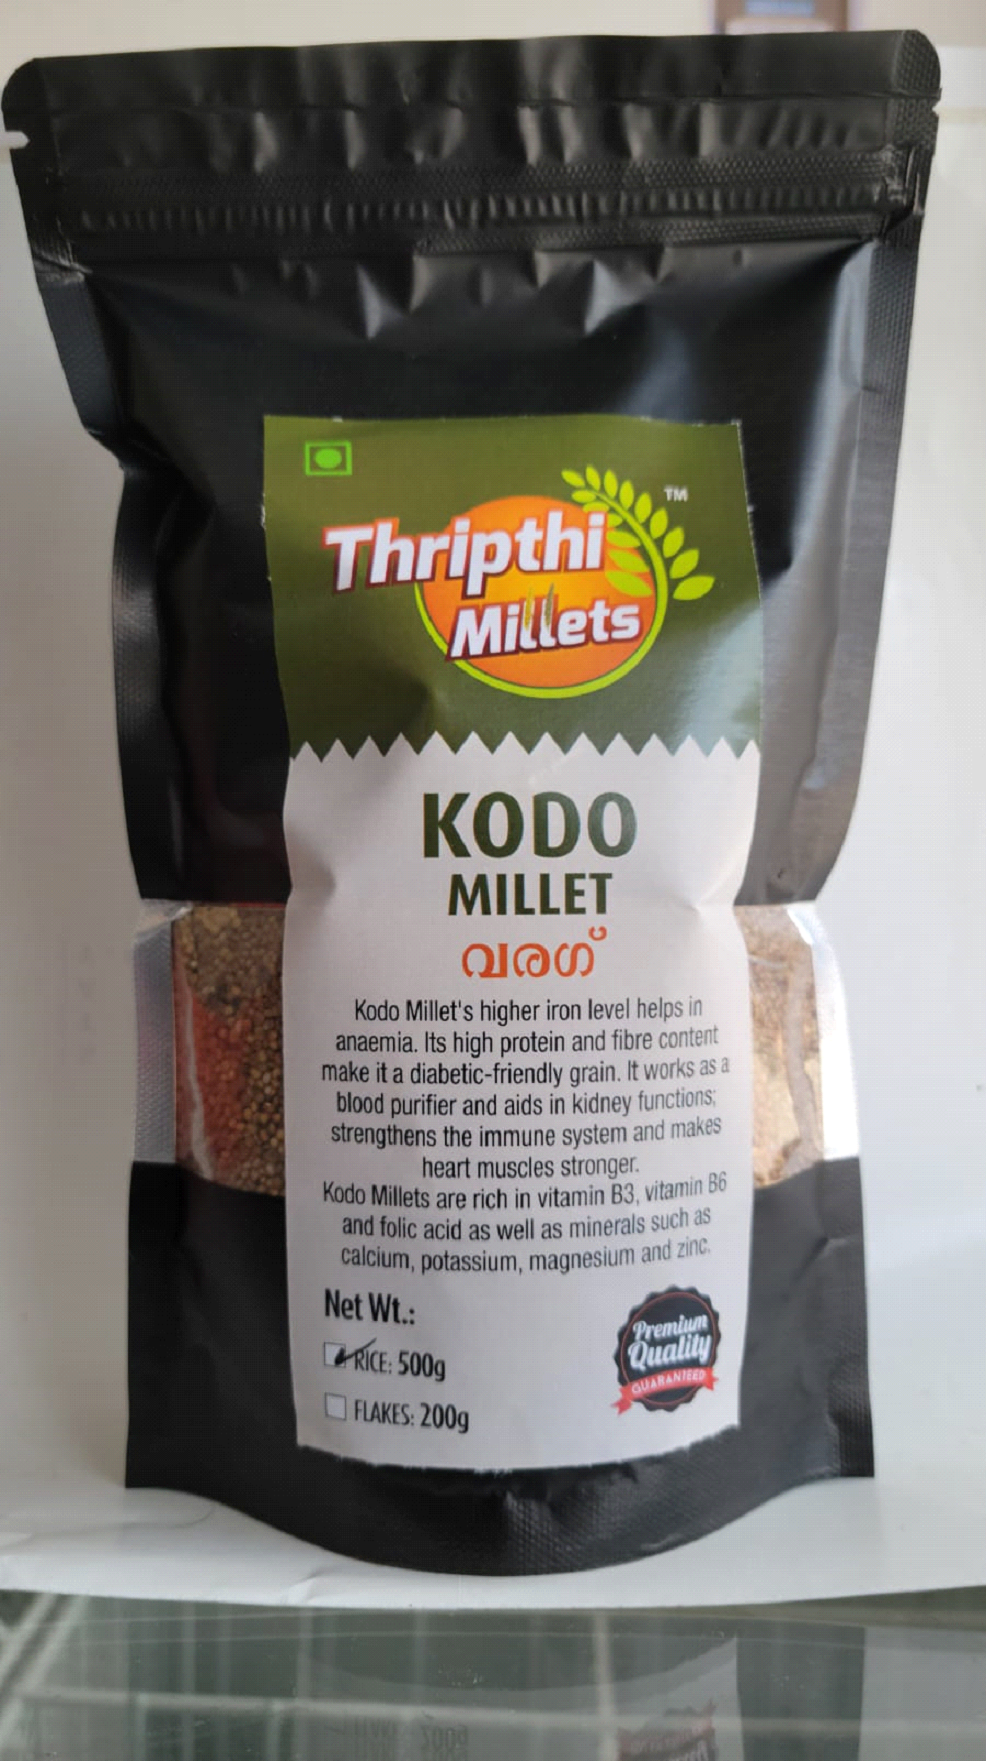 Thripthi
TM
Millets
KODO
MILLET
വരഗ്
Kodo Millet's higher iron level helps in
anaemia. Its high protein and fibre content
make it a diabetic-friendly grain. It works as a
blood purifier and aids in kidney functions;
strengthens the immune system and makes
heart muscles stronger.
Kodo Millets are rich in vitamin B3, vitamin B6
and folic acid as well as minerals such as
calcium, potassium, magnesium and zinc.
Net Wt.:
RICE: 500g
FLAKES: 200g
Premium
Quality
GUARANTEED